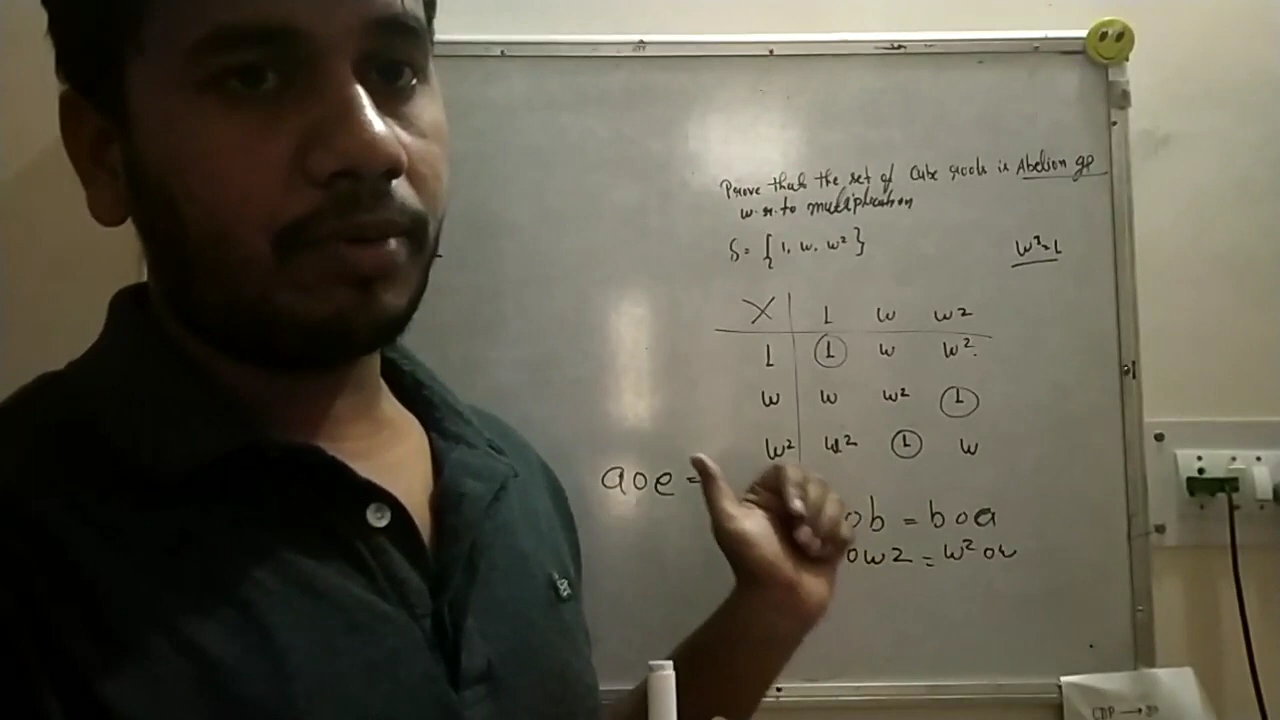 Prove that the set of Cube roots is Abelian gp
w.r.to multiplication
S = { 1, w, w² }
w³=1
X | 1 w w2
1 | 1 w w².
w | w w² 1
w² | w² 1 w
aoe =
ob = boa
ow2 = w² ow